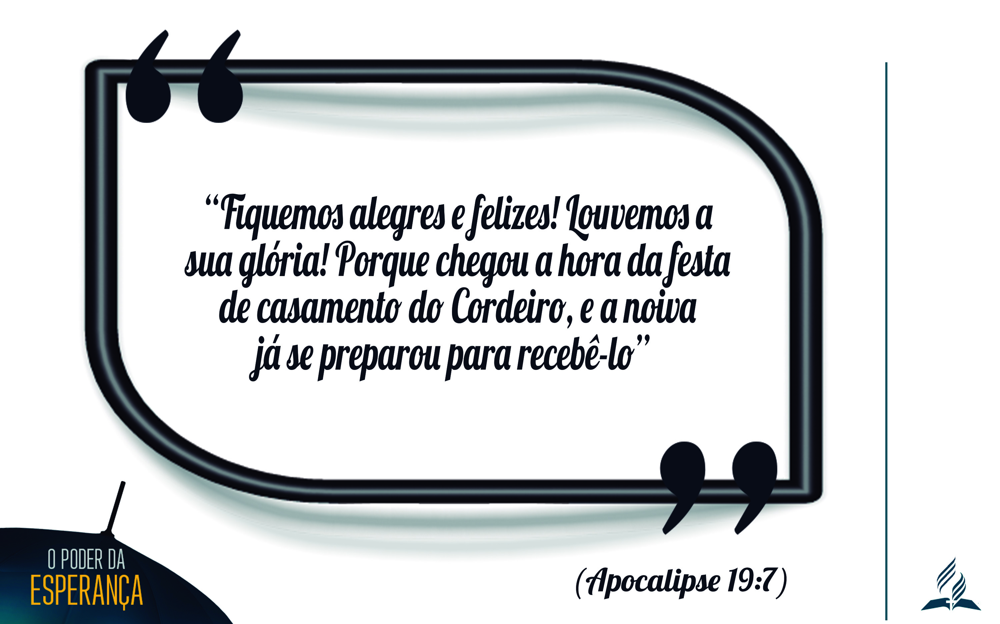 “Fiquemos alegres e felizes! Louvemos a
sua glória! Porque chegou a hora da festa
de casamento do Cordeiro, e a noiva
já se preparou para recebê-lo”
(Apocalipse 19:7)
O PODER DA
ESPERANÇA